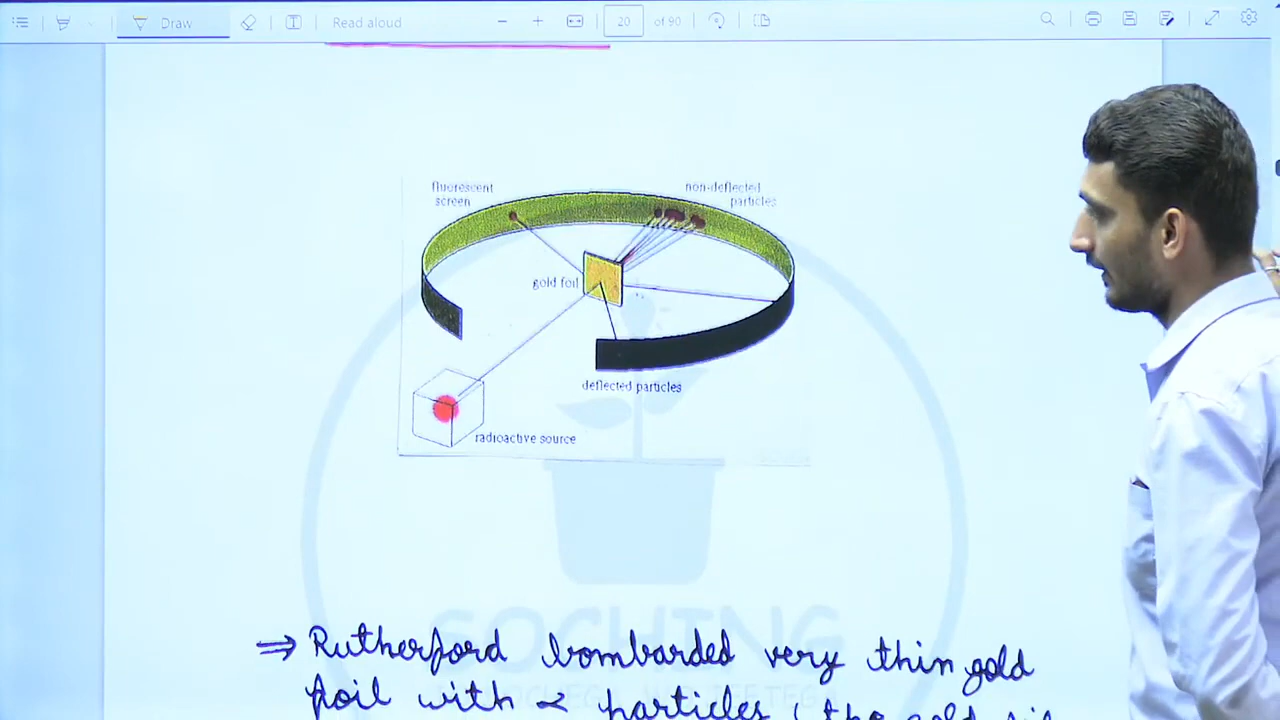 Draw
Read aloud
20 of 90
fluorescent
screen
non-deflected
particles
gold foil
deflected particles
radioactive source
SOCHING
⇒ Rutherford bombarded very thin gold
foil with α particles